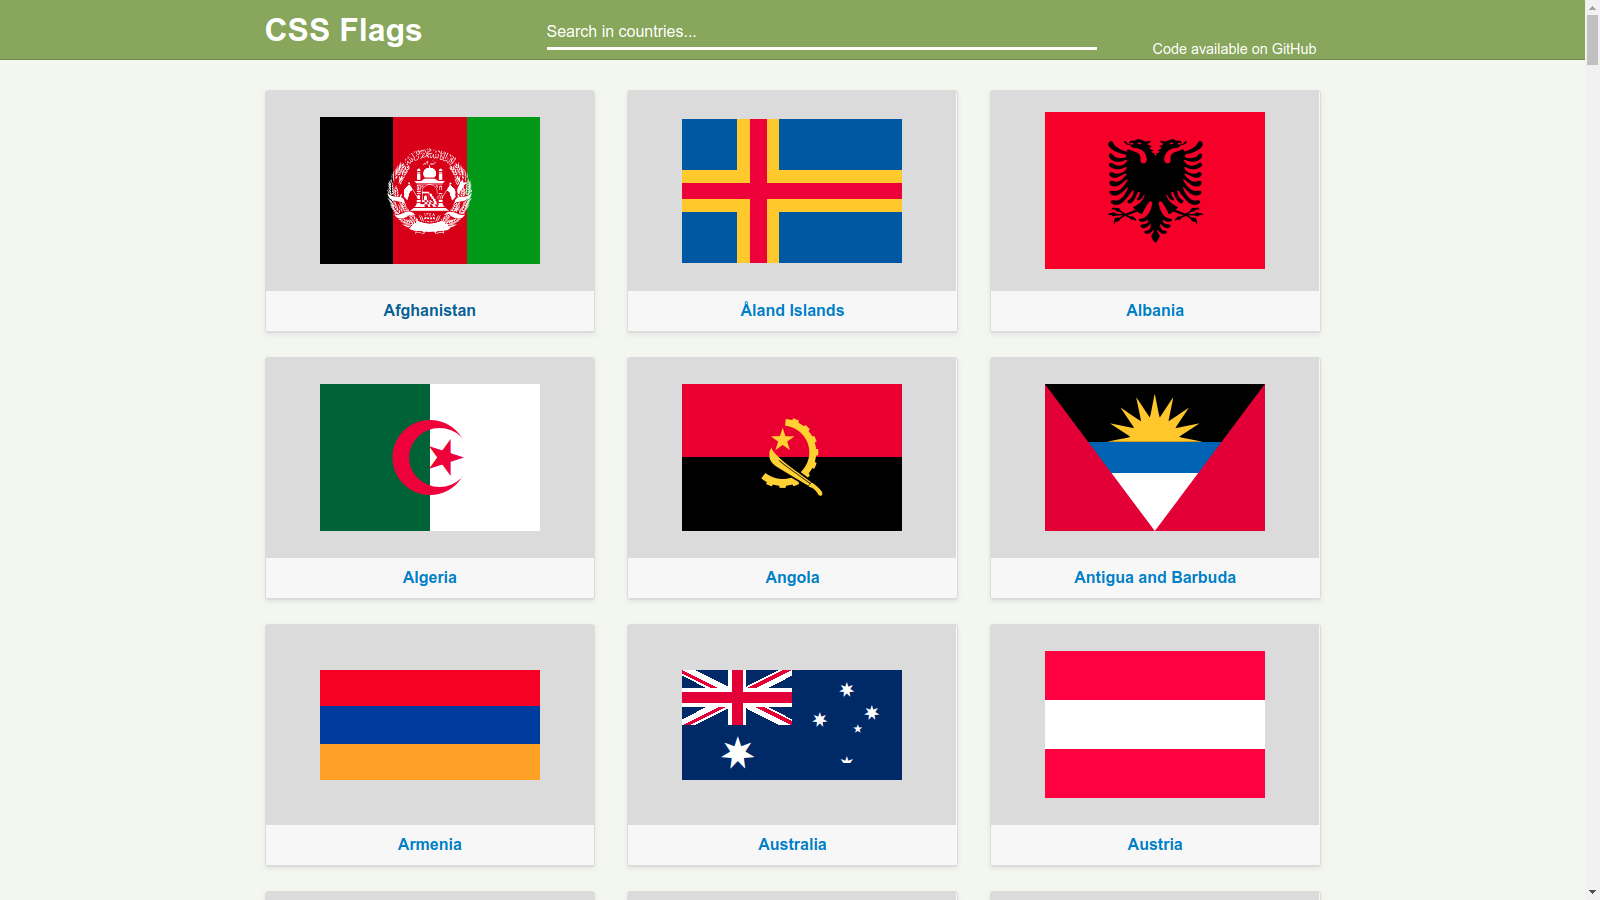 CSS Flags
Search in countries...
Code available on GitHub
Afghanistan
Åland Islands
Albania
Algeria
Angola
Antigua and Barbuda
Armenia
Australia
Austria